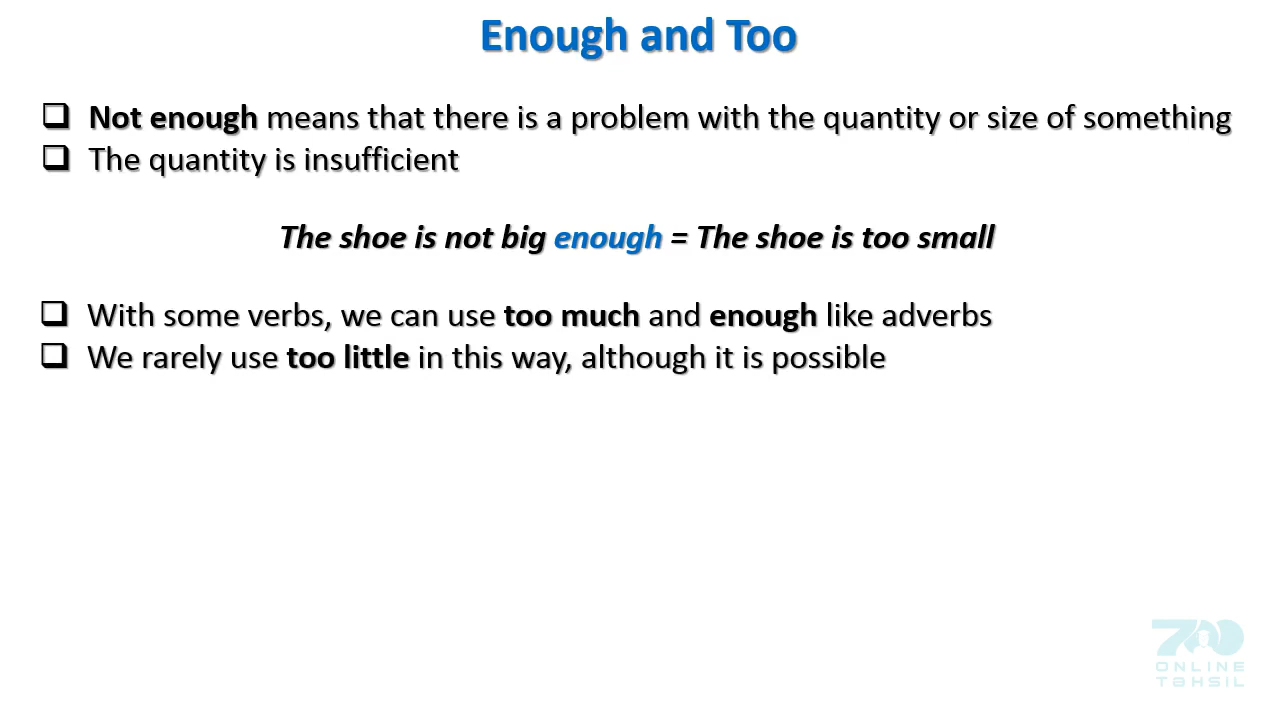 Enough and Too
❑ Not enough means that there is a problem with the quantity or size of something
❑ The quantity is insufficient
The shoe is not big enough = The shoe is too small
❑ With some verbs, we can use too much and enough like adverbs
❑ We rarely use too little in this way, although it is possible
700
ONLINE
TAHSIL